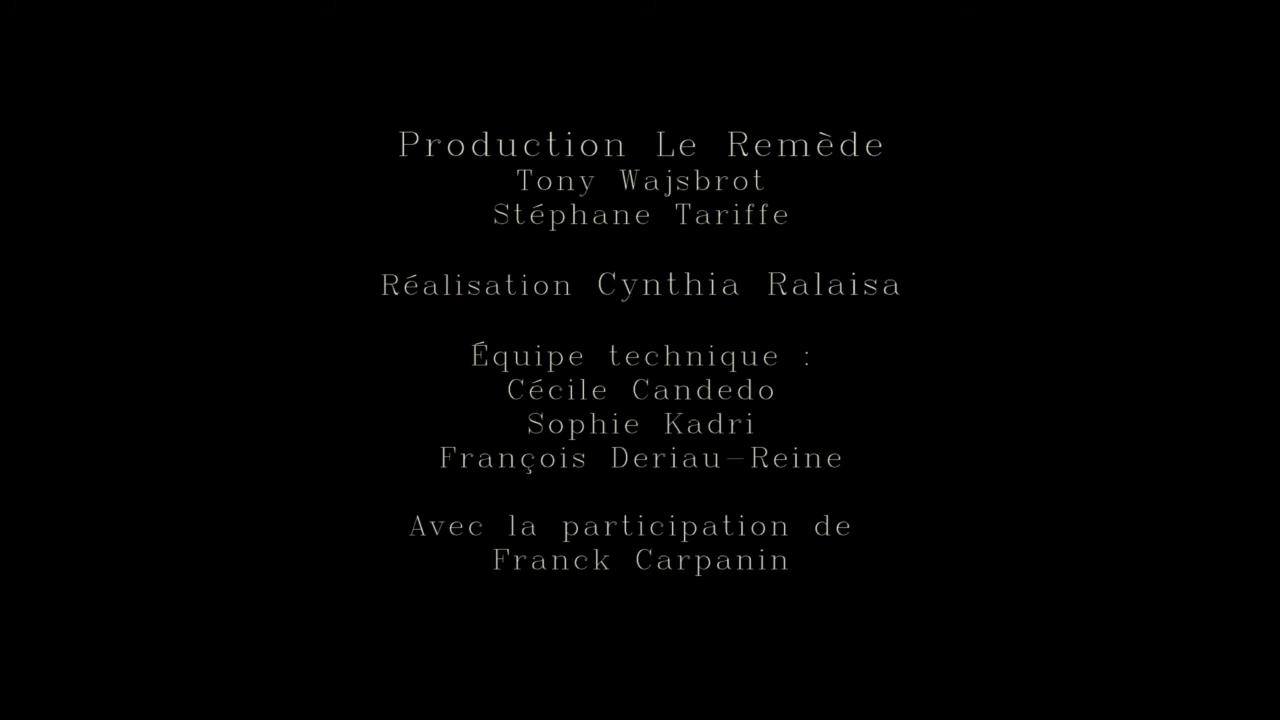 Production Le Remède
Tony Wajsbrot
Stéphane Tariffe
Réalisation Cynthia Ralaisa
Équipe technique :
Cécile Candedo
Sophie Kadri
François Deriau-Reine
Avec la participation de
Franck Carpanin